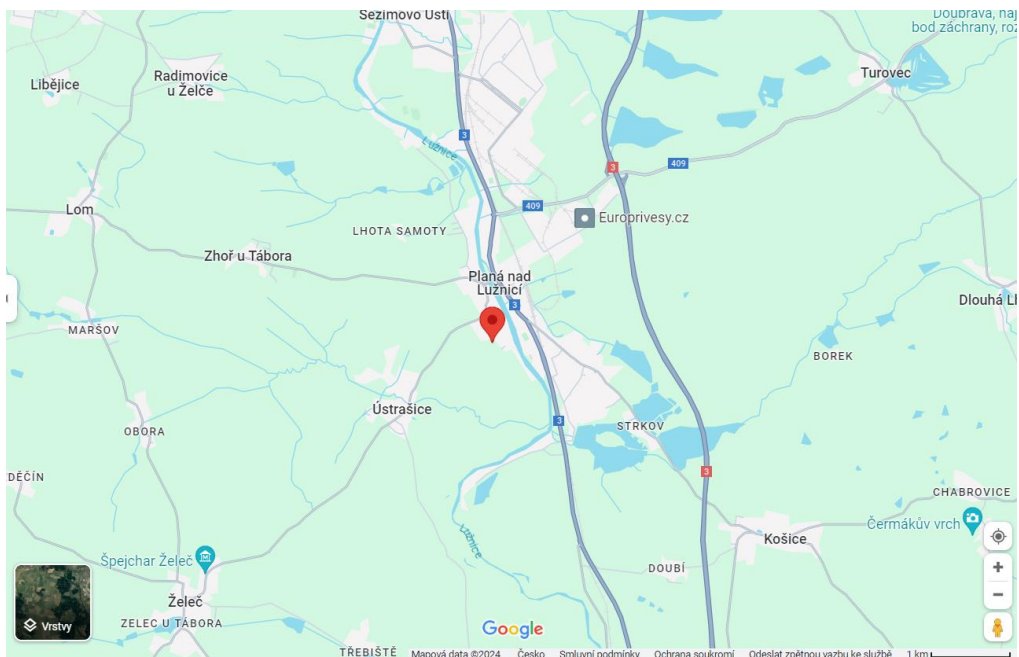 Sezimovo Ústí
Doubrava, náj
bod záchrany, roz
Libějice
Radimovice
u Želče
Turovec
Lužnice
3
3
409
409
Europrivesy.cz
Lom
LHOTA SAMOTY
Zhoř u Tábora
Planá nad
Lužnicí
3
Dlouhá Lh
MARŠOV
BOREK
Ústrašice
3
STRKOV
OBORA
3
DĚČÍN
CHABROVICE
Čermákův vrch
Lužnice
Košice
Špejchar Želeč
DOUBÍ
Želeč
Vrstvy
ZELEC U TÁBORA
Google
TŘEBIŠTĚ
Mapová data ©2024 Česko Smluvní podmínky Ochrana soukromí Odeslat zpětnou vazbu ke službě 1 km